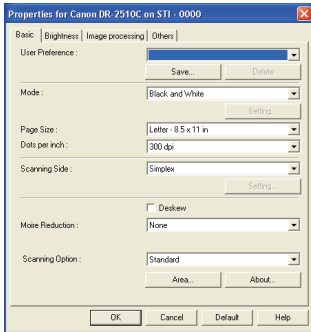 Properties for Canon DR-2510C on STI - 0000
Basic Brightness Image processing Others
User Preference :
Save... Delete
Mode : Black and White
Setting...
Page Size : Letter - 8.5 x 11 in
Dots per inch : 300 dpi
Scanning Side : Simplex
Setting...
Deskew
Moire Reduction : None
Scanning Option : Standard
Area... About...
OK Cancel Default Help